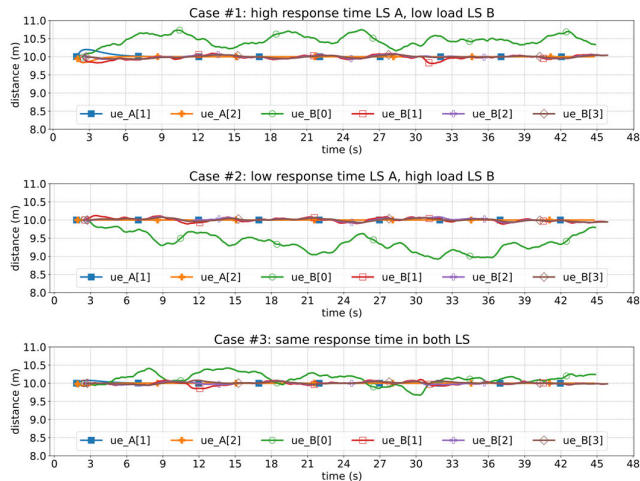 Case #1: high response time LS A, low load LS B
distance (m)
11.0
10.5
10.0
9.5
9.0
8.5
8.0
ue_A[1] ue_A[2] ue_B[0] ue_B[1] ue_B[2] ue_B[3]
0 3 6 9 12 15 18 21 24 27 30 33 36 39 42 45 48
time (s)
Case #2: low response time LS A, high load LS B
distance (m)
11.0
10.5
10.0
9.5
9.0
8.5
8.0
ue_A[1] ue_A[2] ue_B[0] ue_B[1] ue_B[2] ue_B[3]
0 3 6 9 12 15 18 21 24 27 30 33 36 39 42 45 48
time (s)
Case #3: same response time in both LS
distance (m)
11.0
10.5
10.0
9.5
9.0
8.5
8.0
ue_A[1] ue_A[2] ue_B[0] ue_B[1] ue_B[2] ue_B[3]
0 3 6 9 12 15 18 21 24 27 30 33 36 39 42 45 48
time (s)